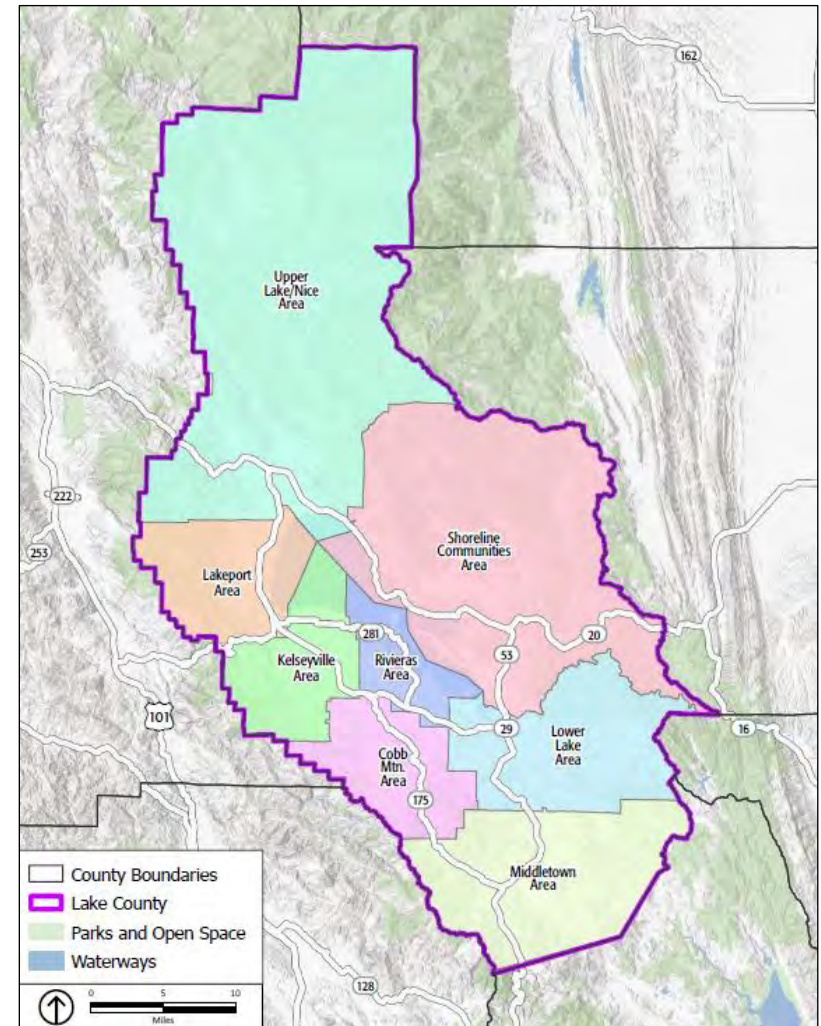 162
Upper
Lake/Nice
Area
222
253
Shoreline
Communities
Area
Lakeport
Area
281
20
53
Kelseyville
Area
Rivieras
Area
101
29
16
Lower
Lake
Area
Cobb
Mtn.
Area
175
Middletown
Area
128
County Boundaries
Lake County
Parks and Open Space
Waterways
0 5 10
Miles